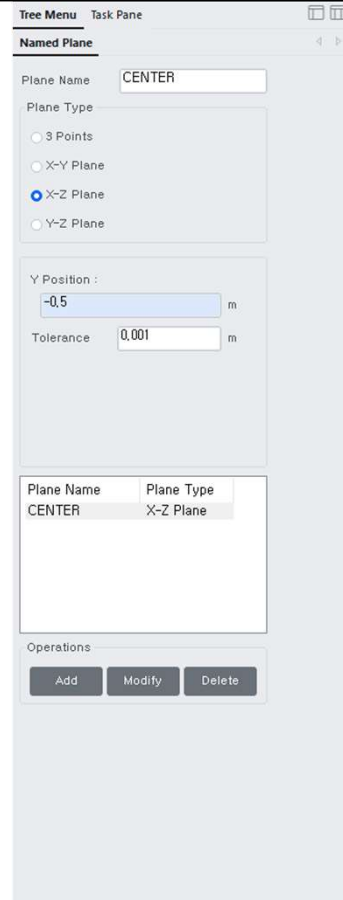 Tree Menu Task Pane
Named Plane
Plane Name CENTER
Plane Type
3 Points
X-Y Plane
X-Z Plane
Y-Z Plane
Y Position :
-0,5 m
Tolerance 0,001 m
Plane Name Plane Type
CENTER X-Z Plane
Operations
Add Modify Delete